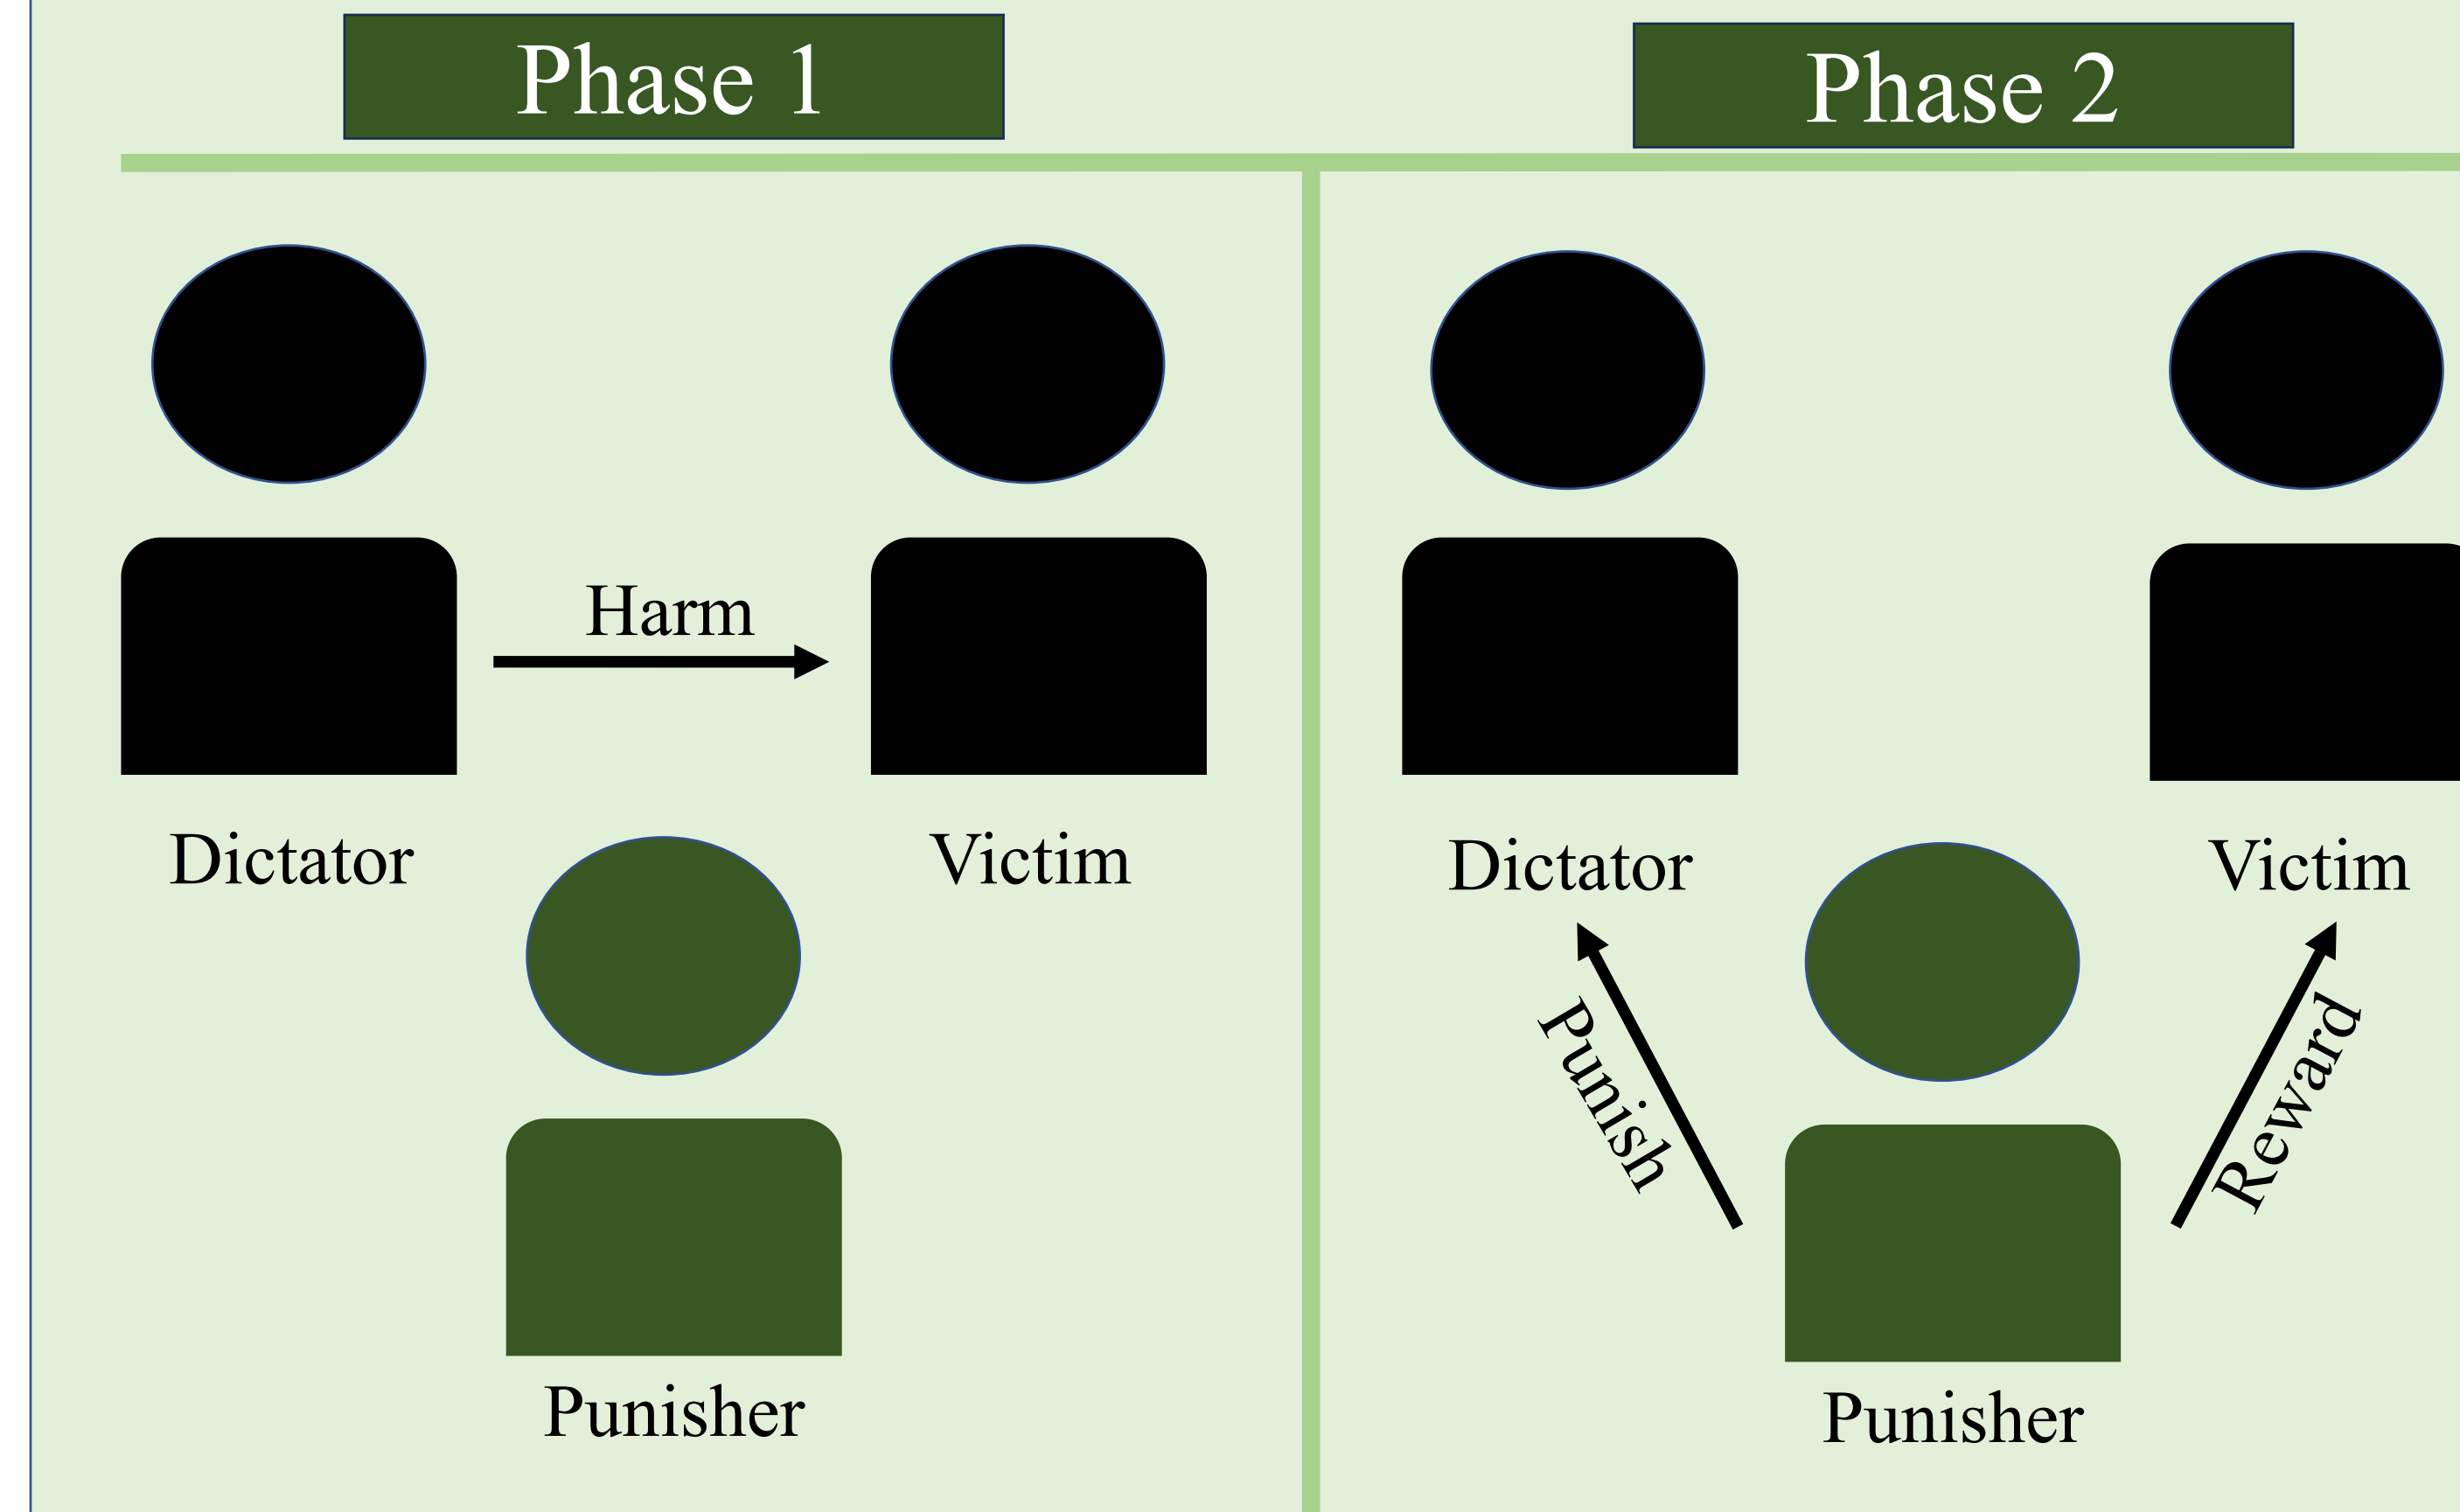 Phase 1
Harm
Dictator
Victim
Punisher
Phase 2
Dictator
Victim
Punish
Reward
Punisher